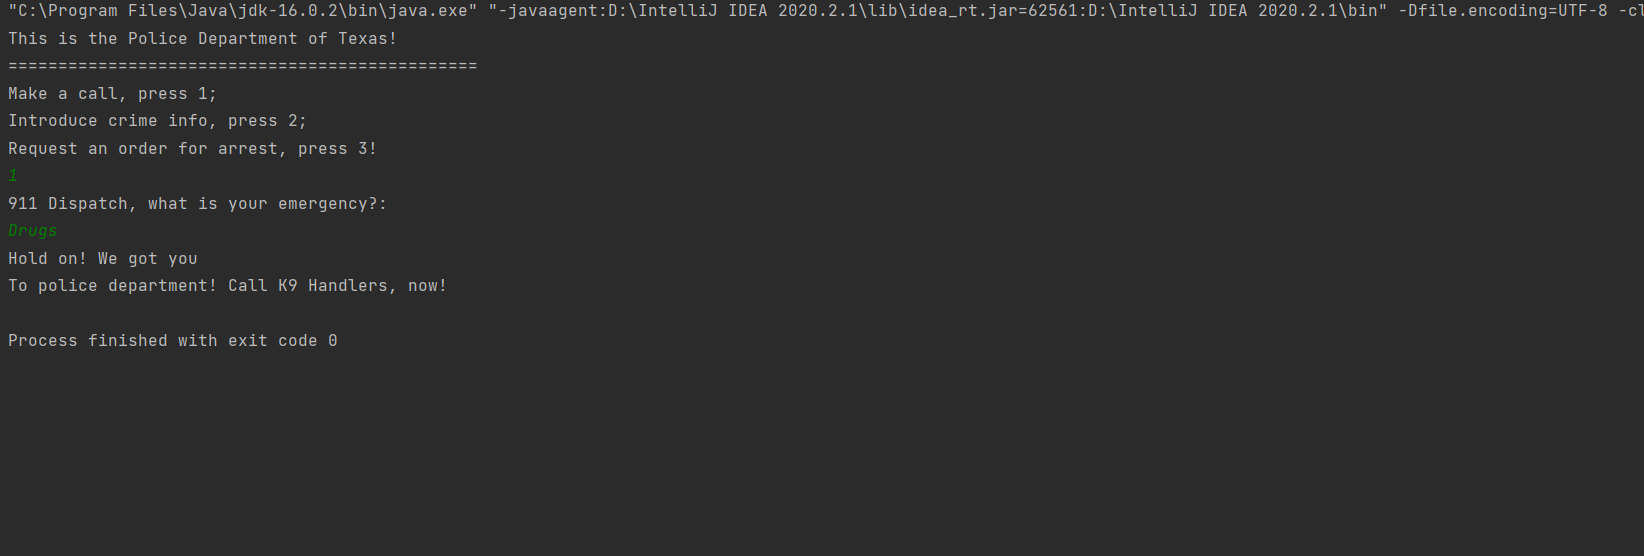 "C:\Program Files\Java\jdk-16.0.2\bin\java.exe" "-javaagent:D:\IntelliJ IDEA 2020.2.1\lib\idea_rt.jar=62561:D:\IntelliJ IDEA 2020.2.1\bin" -Dfile.encoding=UTF-8
This is the Police Department of Texas!
===============================================
Make a call, press 1;
Introduce crime info, press 2;
Request an order for arrest, press 3!
1
911 Dispatch, what is your emergency?:
Drugs
Hold on! We got you
To police department! Call K9 Handlers, now!
Process finished with exit code 0